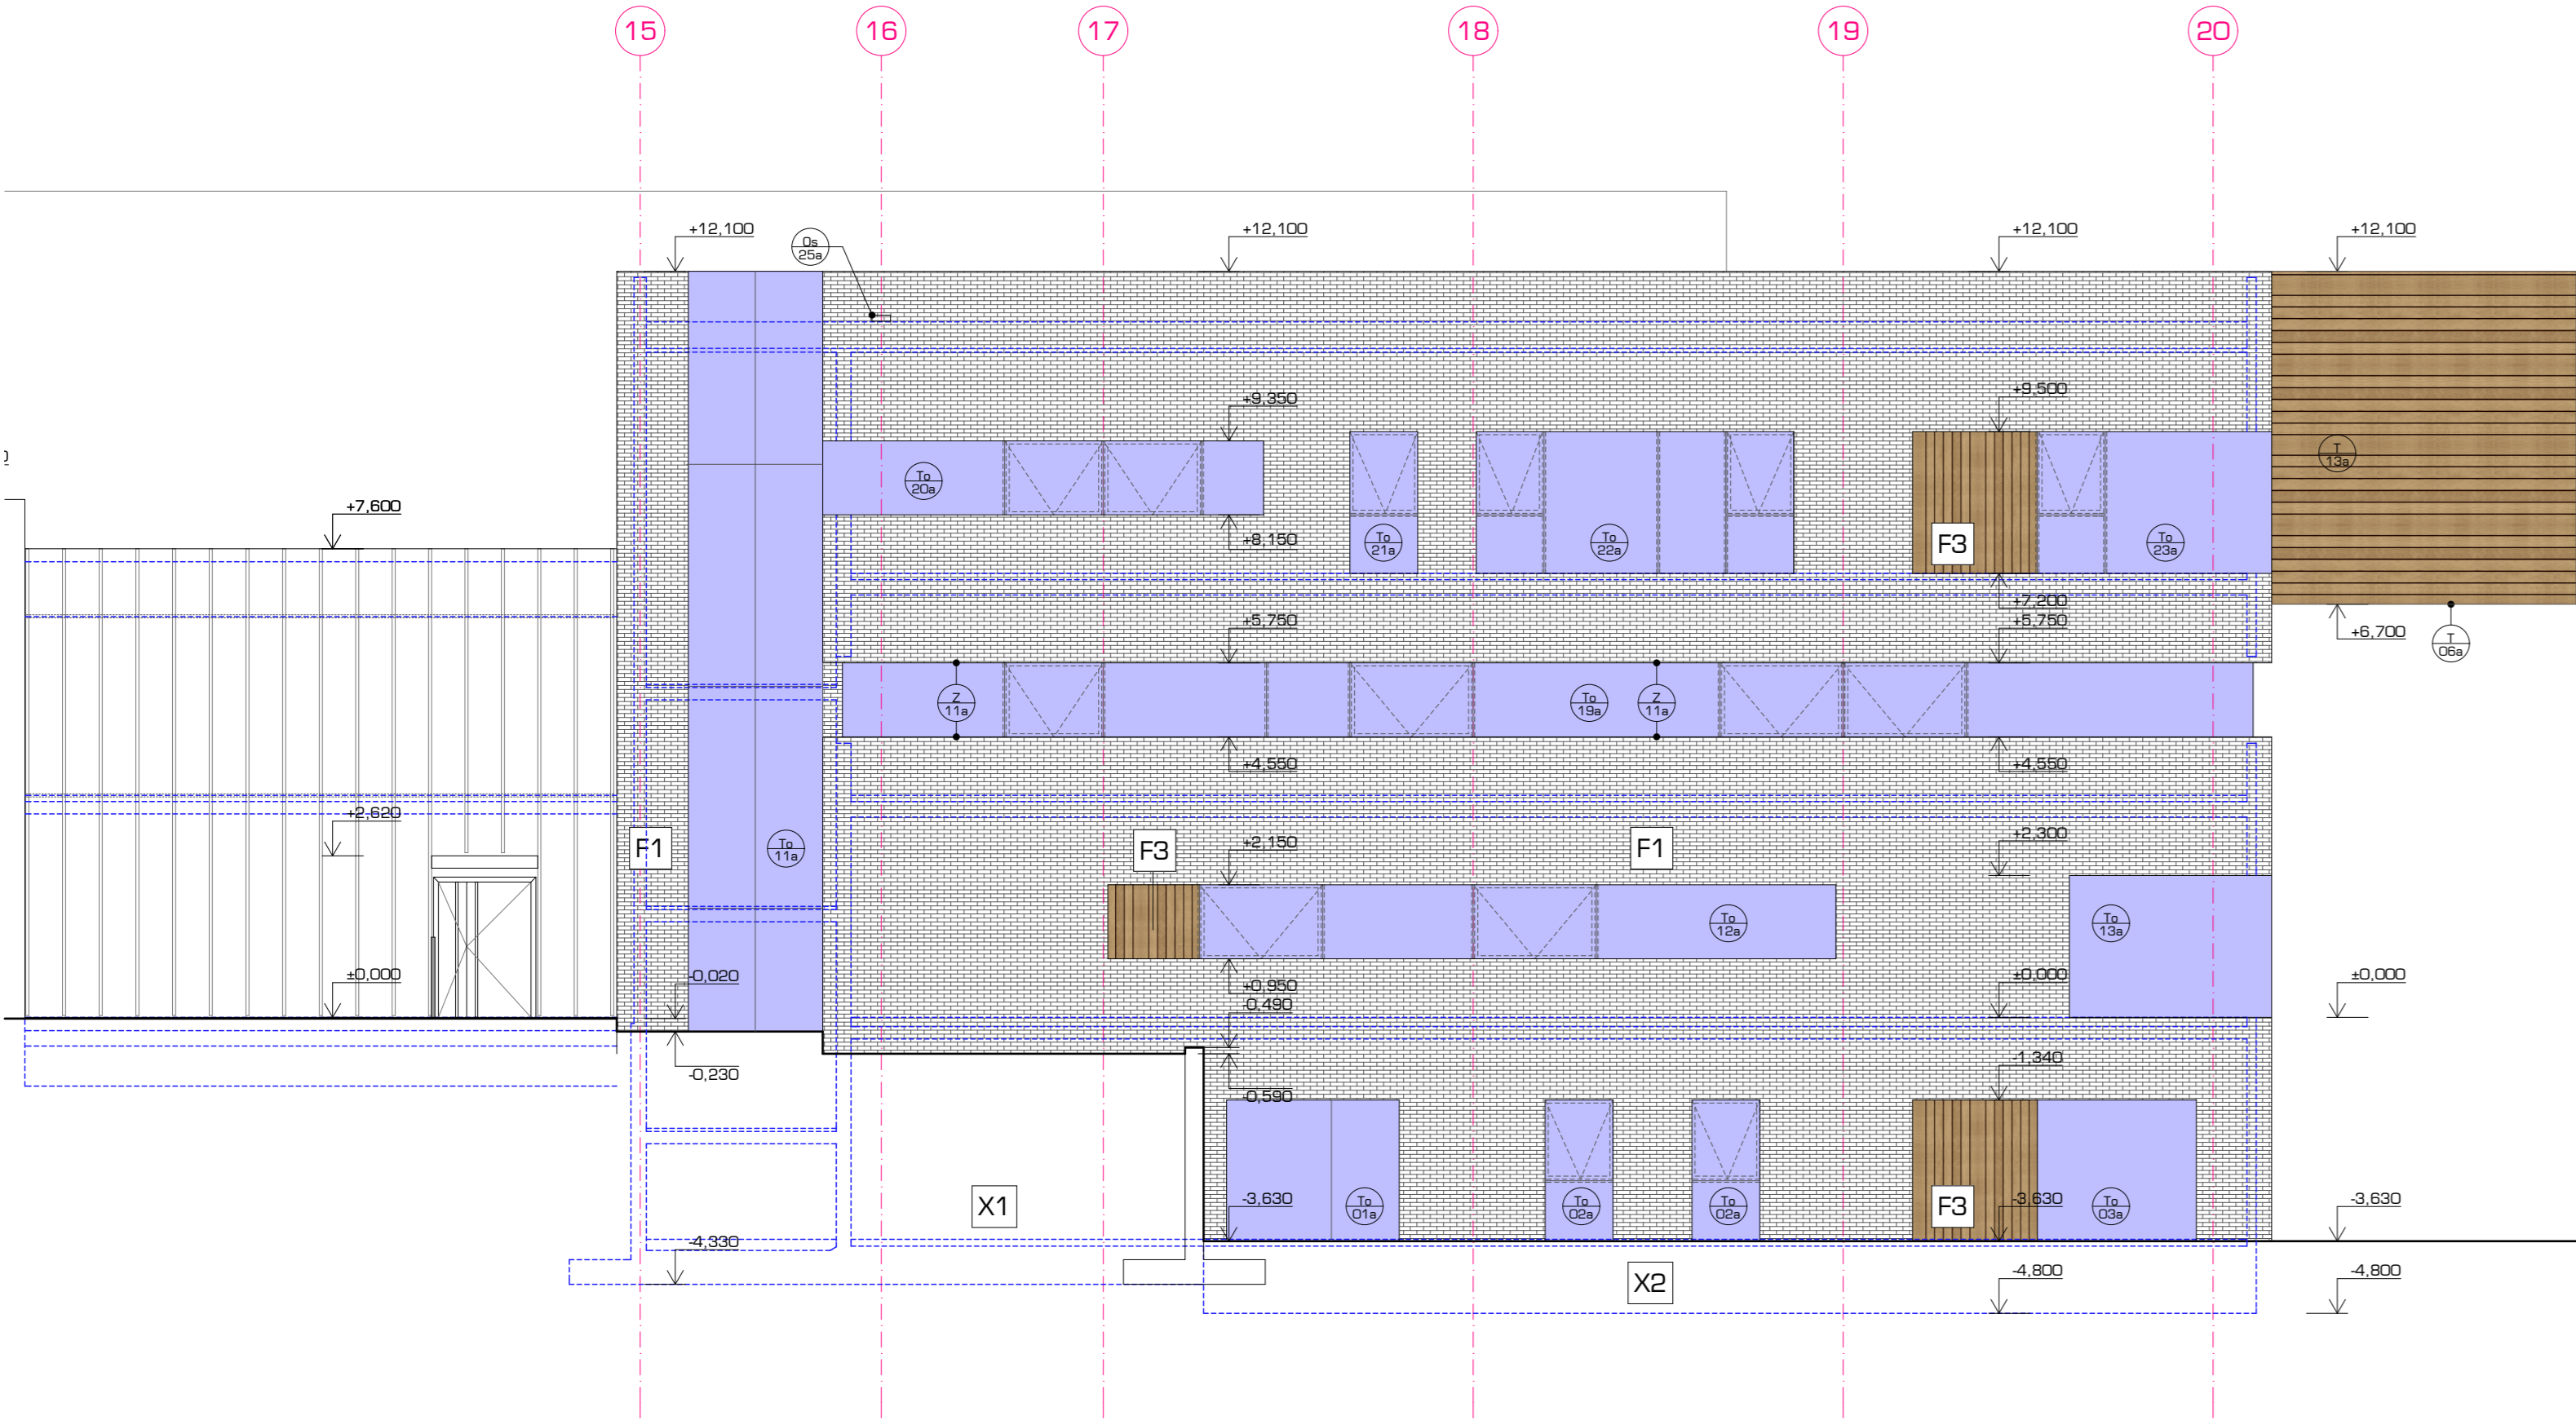 15
16
17
18
19
20
+12,100
Os
25a
+12,100
+12,100
+12,100
+9,350
+9,500
To
20a
T
13a
+7,600
+8,150
To
21a
To
22a
F3
To
23a
+7,200
+5,750
+5,750
+6,700
T
06a
Z
11a
To
19a
Z
11a
+4,550
+4,550
+2,620
F1
To
11a
F3
+2,150
F1
+2,300
To
12a
To
13a
±0,000
-0,020
+0,950
±0,000
±0,000
-0,490
-0,230
-1,340
-0,590
X1
-3,630
To
01a
To
02a
To
02a
F3
-3,630
To
03a
-3,630
-4,330
X2
-4,800
-4,800